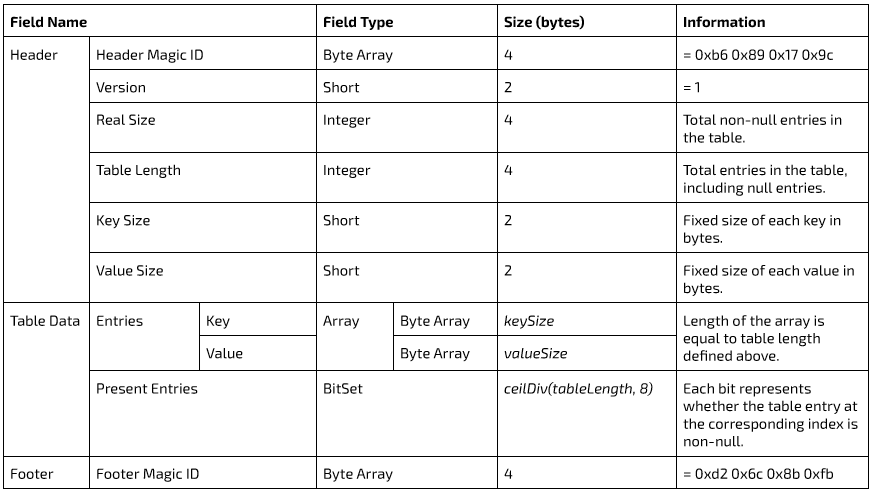 Field Name Field Type Size (bytes) Information
Header Header Magic ID Byte Array 4 = 0xb6 0x89 0x17 0x9c
Version Short 2 = 1
Real Size Integer 4 Total non-null entries in
the table.
Table Length Integer 4 Total entries in the table,
including null entries.
Key Size Short 2 Fixed size of each key in
bytes.
Value Size Short 2 Fixed size of each value in
bytes.
Table Data Entries Key Array Byte Array keySize Length of the array is
equal to table length
Value Byte Array valueSize
defined above.
Present Entries BitSet ceilDiv(tableLength, 8) Each bit represents
whether the table entry at
the corresponding index is
non-null.
Footer Footer Magic ID Byte Array 4 = 0xd2 0x6c 0x8b 0xfb